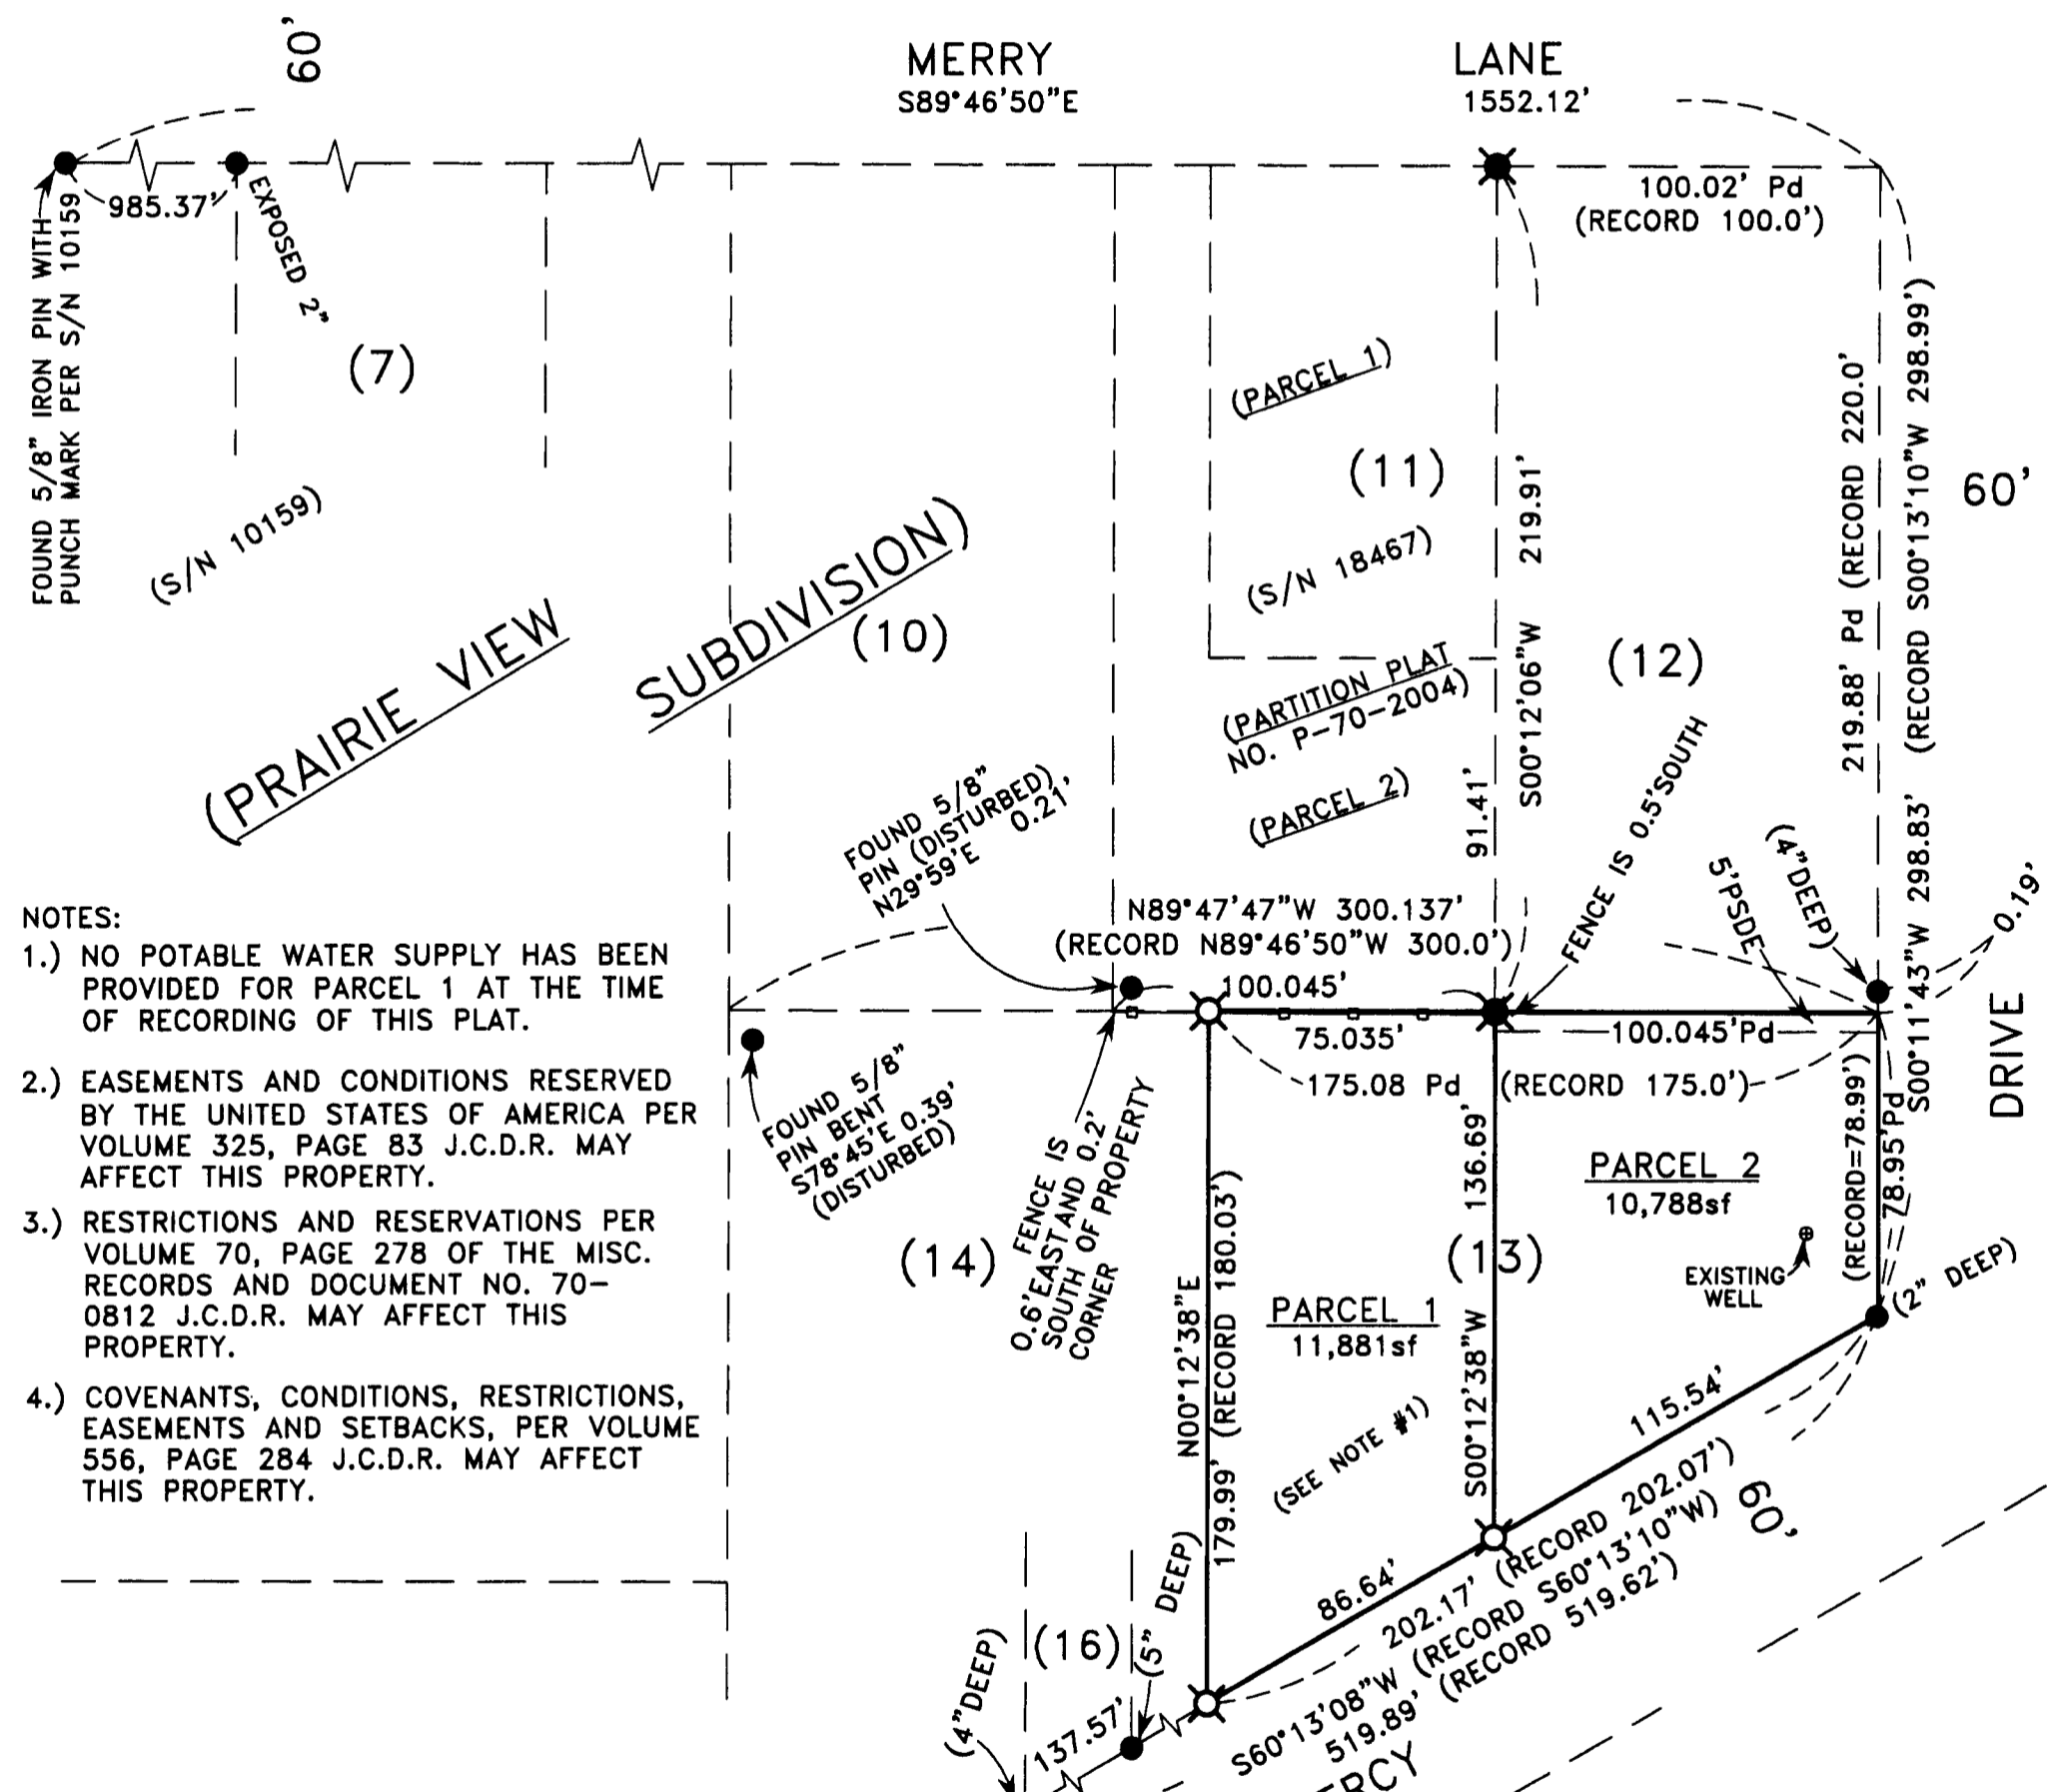 60'
MERRY LANE
S89°46'50"E 1552.12'
985.37'
EXPOSED 2"
FOUND 5/8" IRON PIN WITH
PUNCH MARK PER S/N 10159
(7)
(S/N 10159)
100.02' Pd
(RECORD 100.0')
(PARCEL 1)
(11)
(S/N 18467)
S00°12'06"W 219.91'
219.88' Pd (RECORD 220.0'
S00°11'43"W 298.83' (RECORD S00°13'10"W 298.99')
60'
(PRAIRIE VIEW SUBDIVISION)
(10)
(12)
(PARTITION PLAT
NO. P-70-2004)
(PARCEL 2)
91.41'
FENCE IS 0.5'SOUTH
5'PSDE
(4"DEEP)
0.19'
DRIVE
FOUND 5/8"
PIN (DISTURBED),
N29°59'E 0.21'
N89°47'47"W 300.137'
(RECORD N89°46'50"W 300.0')
100.045'
75.035'
100.045'Pd
175.08 Pd (RECORD 175.0')
NOTES:
1.) NO POTABLE WATER SUPPLY HAS BEEN
PROVIDED FOR PARCEL 1 AT THE TIME
OF RECORDING OF THIS PLAT.
2.) EASEMENTS AND CONDITIONS RESERVED
BY THE UNITED STATES OF AMERICA PER
VOLUME 325, PAGE 83 J.C.D.R. MAY
AFFECT THIS PROPERTY.
3.) RESTRICTIONS AND RESERVATIONS PER
VOLUME 70, PAGE 278 OF THE MISC.
RECORDS AND DOCUMENT NO. 70-
0812 J.C.D.R. MAY AFFECT THIS
PROPERTY.
4.) COVENANTS, CONDITIONS, RESTRICTIONS,
EASEMENTS AND SETBACKS, PER VOLUME
556, PAGE 284 J.C.D.R. MAY AFFECT
THIS PROPERTY.
FOUND 5/8"
PIN BENT
S78°45'E 0.39'
(DISTURBED)
FENCE IS
0.6'EAST AND 0.2'
SOUTH OF PROPERTY
CORNER
(14)
N00°12'38"E
179.99' (RECORD 180.03')
PARCEL 1
11,881sf
(SEE NOTE #1)
(13)
S00°12'38"W 136.69'
PARCEL 2
10,788sf
EXISTING
WELL
(RECORD=78.99')
78.95'Pd
(2" DEEP)
115.54'
86.64'
202.17' (RECORD 202.07')
S60°13'08"W (RECORD S60°13'10"W)
519.89' (RECORD 519.62')
60'
(16)
(5" DEEP)
(4"DEEP)
137.57'